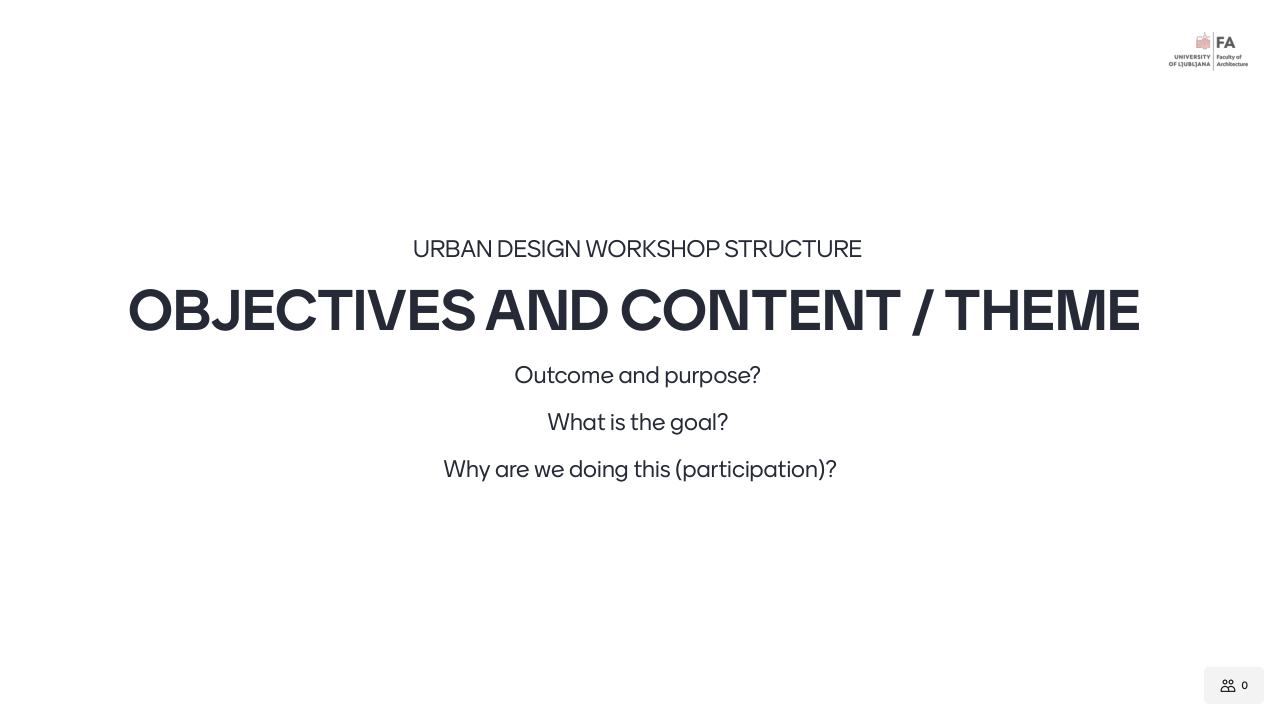 FA
UNIVERSITY
OF LJUBLJANA
Faculty of
Architecture
URBAN DESIGN WORKSHOP STRUCTURE
OBJECTIVES AND CONTENT / THEME
Outcome and purpose?
What is the goal?
Why are we doing this (participation)?
0